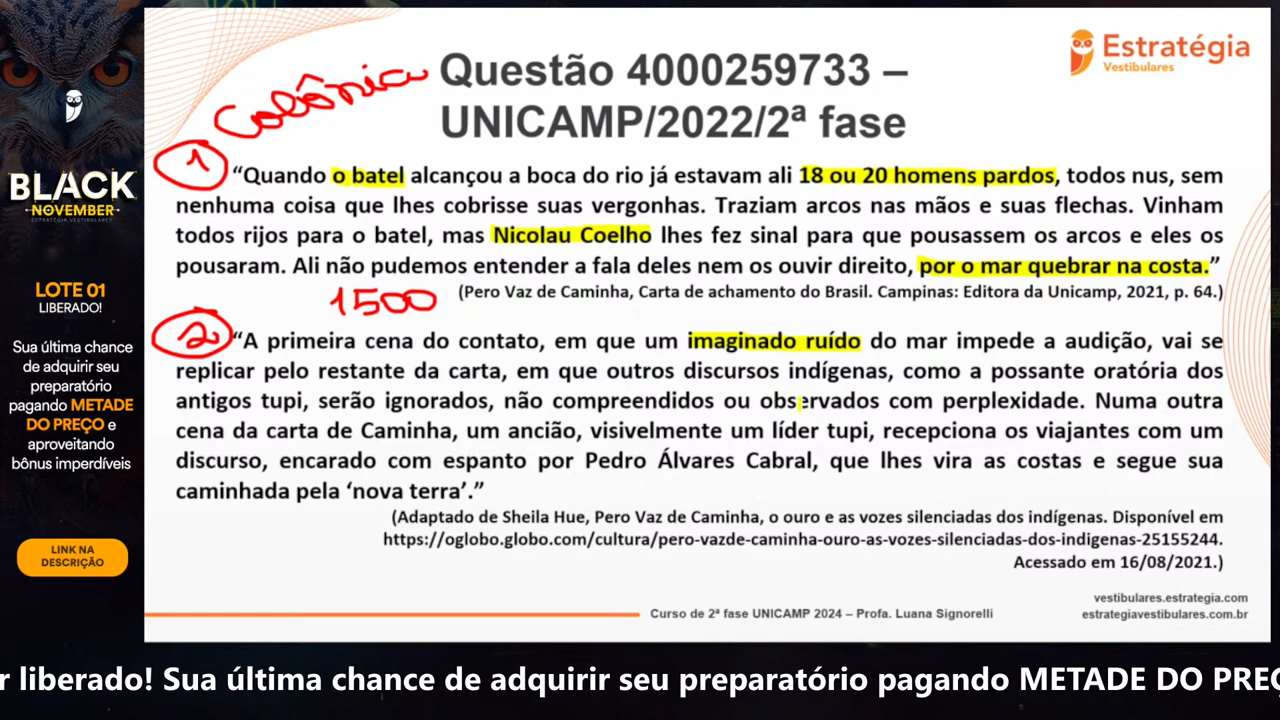 Estratégia
Vestibulares
Colônia
Questão 4000259733 –
UNICAMP/2022/2ª fase
1
“Quando o batel alcançou a boca do rio já estavam ali 18 ou 20 homens pardos, todos nus, sem
nenhuma coisa que lhes cobrisse suas vergonhas. Traziam arcos nas mãos e suas flechas. Vinham
todos rijos para o batel, mas Nicolau Coelho lhes fez sinal para que pousassem os arcos e eles os
pousaram. Ali não pudemos entender a fala deles nem os ouvir direito, por o mar quebrar na costa.”
1500
(Pero Vaz de Caminha, Carta de achamento do Brasil. Campinas: Editora da Unicamp, 2021, p. 64.)
2
“A primeira cena do contato, em que um imaginado ruído do mar impede a audição, vai se
replicar pelo restante da carta, em que outros discursos indígenas, como a possante oratória dos
antigos tupi, serão ignorados, não compreendidos ou observados com perplexidade. Numa outra
cena da carta de Caminha, um ancião, visivelmente um líder tupi, recepciona os viajantes com um
discurso, encarado com espanto por Pedro Álvares Cabral, que lhes vira as costas e segue sua
caminhada pela ‘nova terra’.”
(Adaptado de Sheila Hue, Pero Vaz de Caminha, o ouro e as vozes silenciadas dos indígenas. Disponível em
https://oglobo.globo.com/cultura/pero-vazde-caminha-ouro-as-vozes-silenciadas-dos-indigenas-25155244.
Acessado em 16/08/2021.)
Curso de 2ª fase UNICAMP 2024 – Profa. Luana Signorelli
vestibulares.estrategia.com
estrategiavestibulares.com.br
BLACK
NOVEMBER
ESTRATÉGIA VESTIBULARES
LOTE 01
LIBERADO!
Sua última chance
de adquirir seu
preparatório
pagando METADE
DO PREÇO e
aproveitando
bônus imperdíveis
LINK NA
DESCRIÇÃO
r liberado! Sua última chance de adquirir seu preparatório pagando METADE DO PREÇ